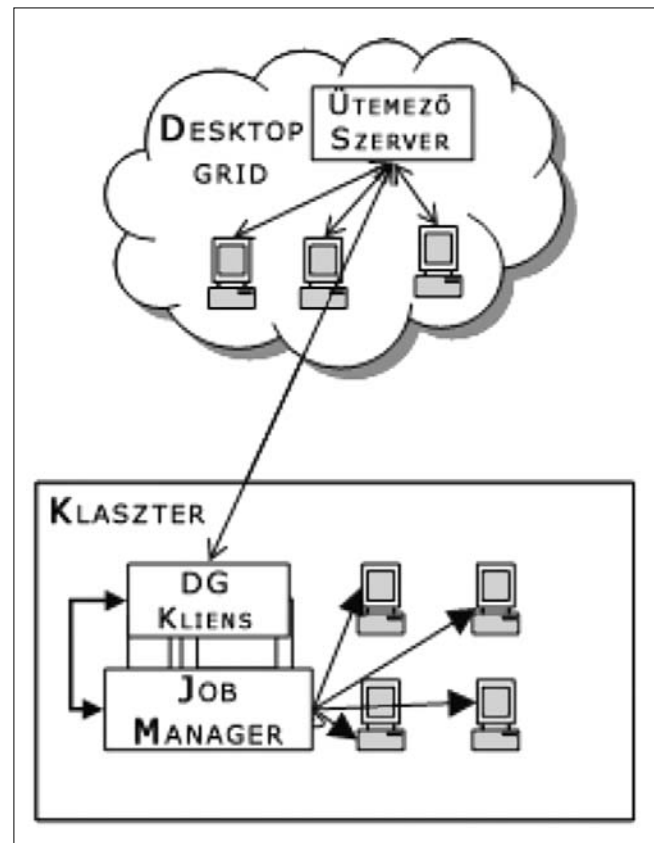 DESKTOP
GRID
ÜTEMEZŐ
SZERVER
KLASZTER
DG
KLIENS
JOB
MANAGER